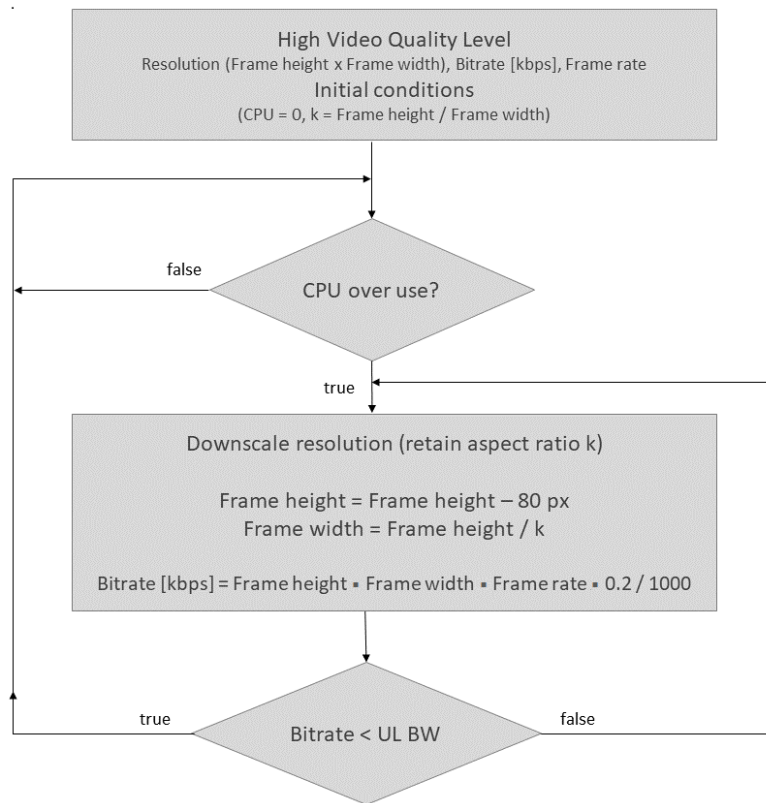 High Video Quality Level
Resolution (Frame height x Frame width), Bitrate [kbps], Frame rate
Initial conditions
(CPU = 0, k = Frame height / Frame width)
false
CPU over use?
true
Downscale resolution (retain aspect ratio k)
Frame height = Frame height – 80 px
Frame width = Frame height / k
Bitrate [kbps] = Frame height ▪ Frame width ▪ Frame rate ▪ 0.2 / 1000
true
Bitrate < UL BW
false